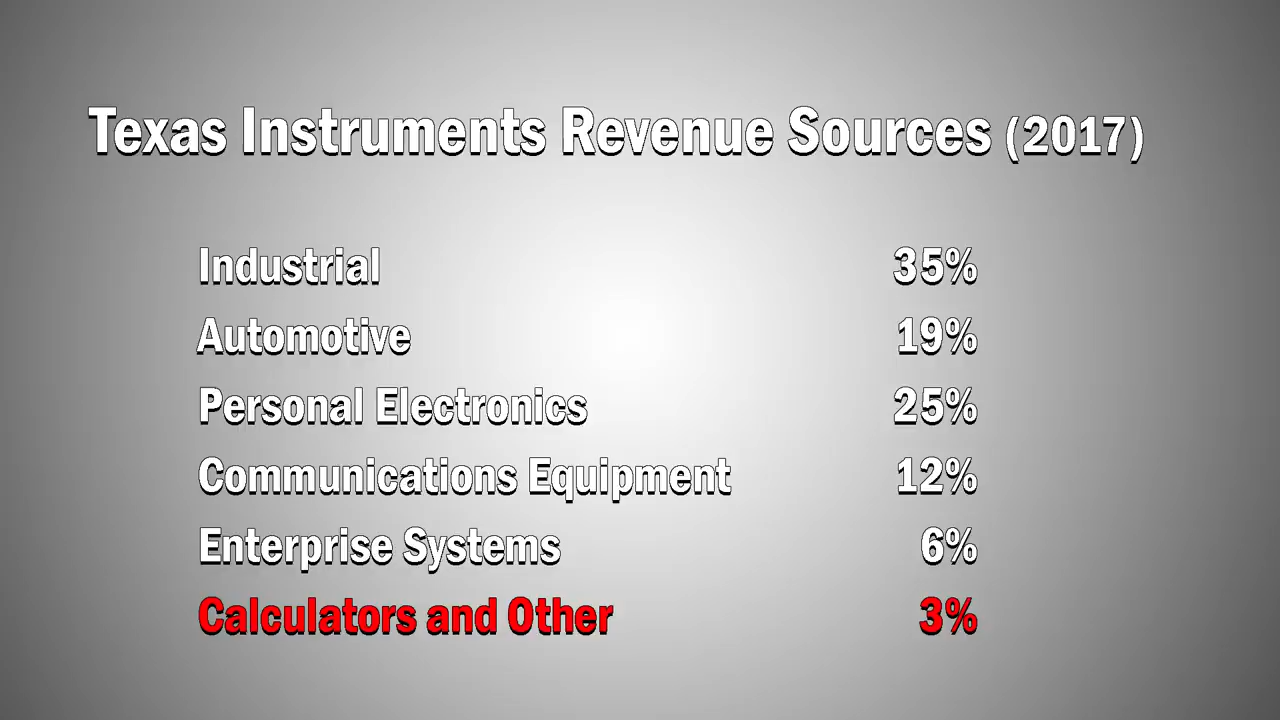 Texas Instruments Revenue Sources (2017)
Industrial 35%
Automotive 19%
Personal Electronics 25%
Communications Equipment 12%
Enterprise Systems 6%
Calculators and Other 3%